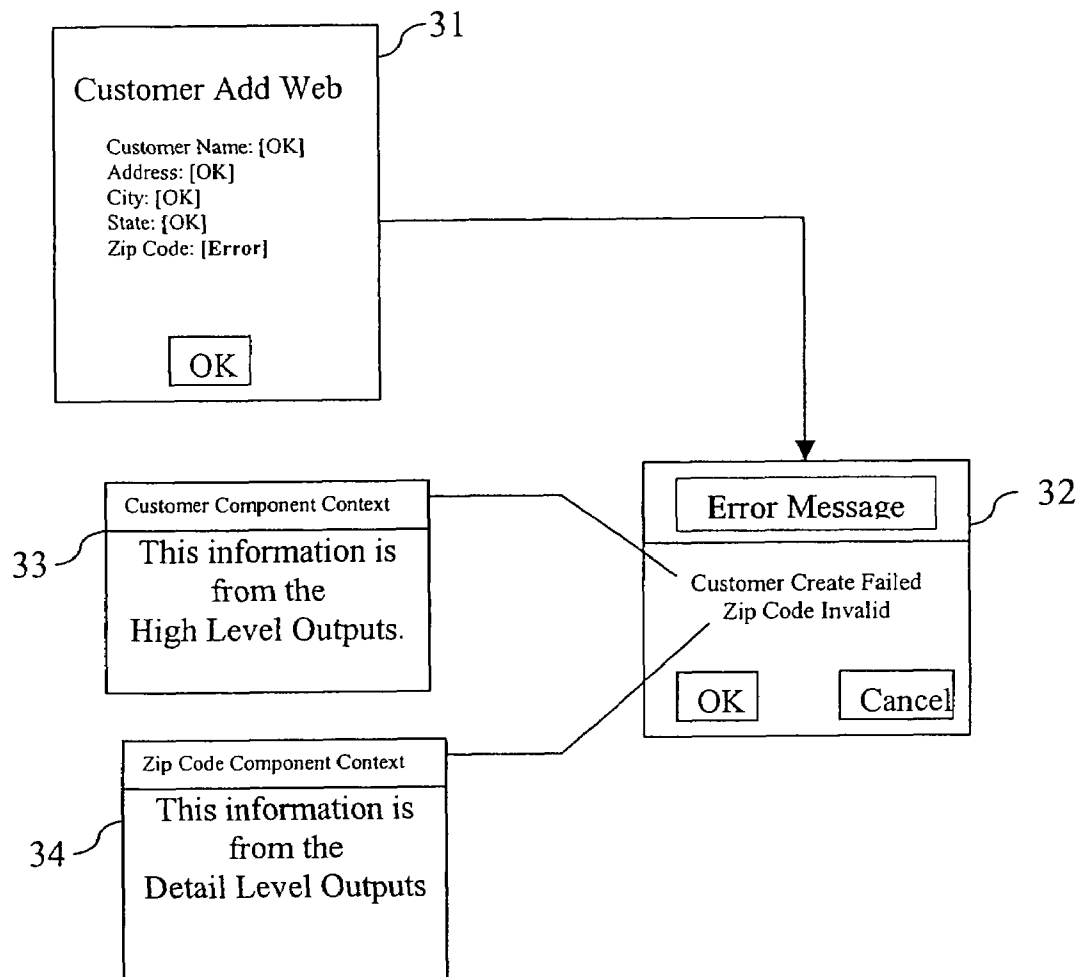 31
Customer Add Web
Customer Name: [OK]
Address: [OK]
City: [OK]
State: [OK]
Zip Code: [Error]
OK
32
Error Message
Customer Create Failed
Zip Code Invalid
OK
Cancel
33
Customer Component Context
This information is
from the
High Level Outputs.
34
Zip Code Component Context
This information is
from the
Detail Level Outputs